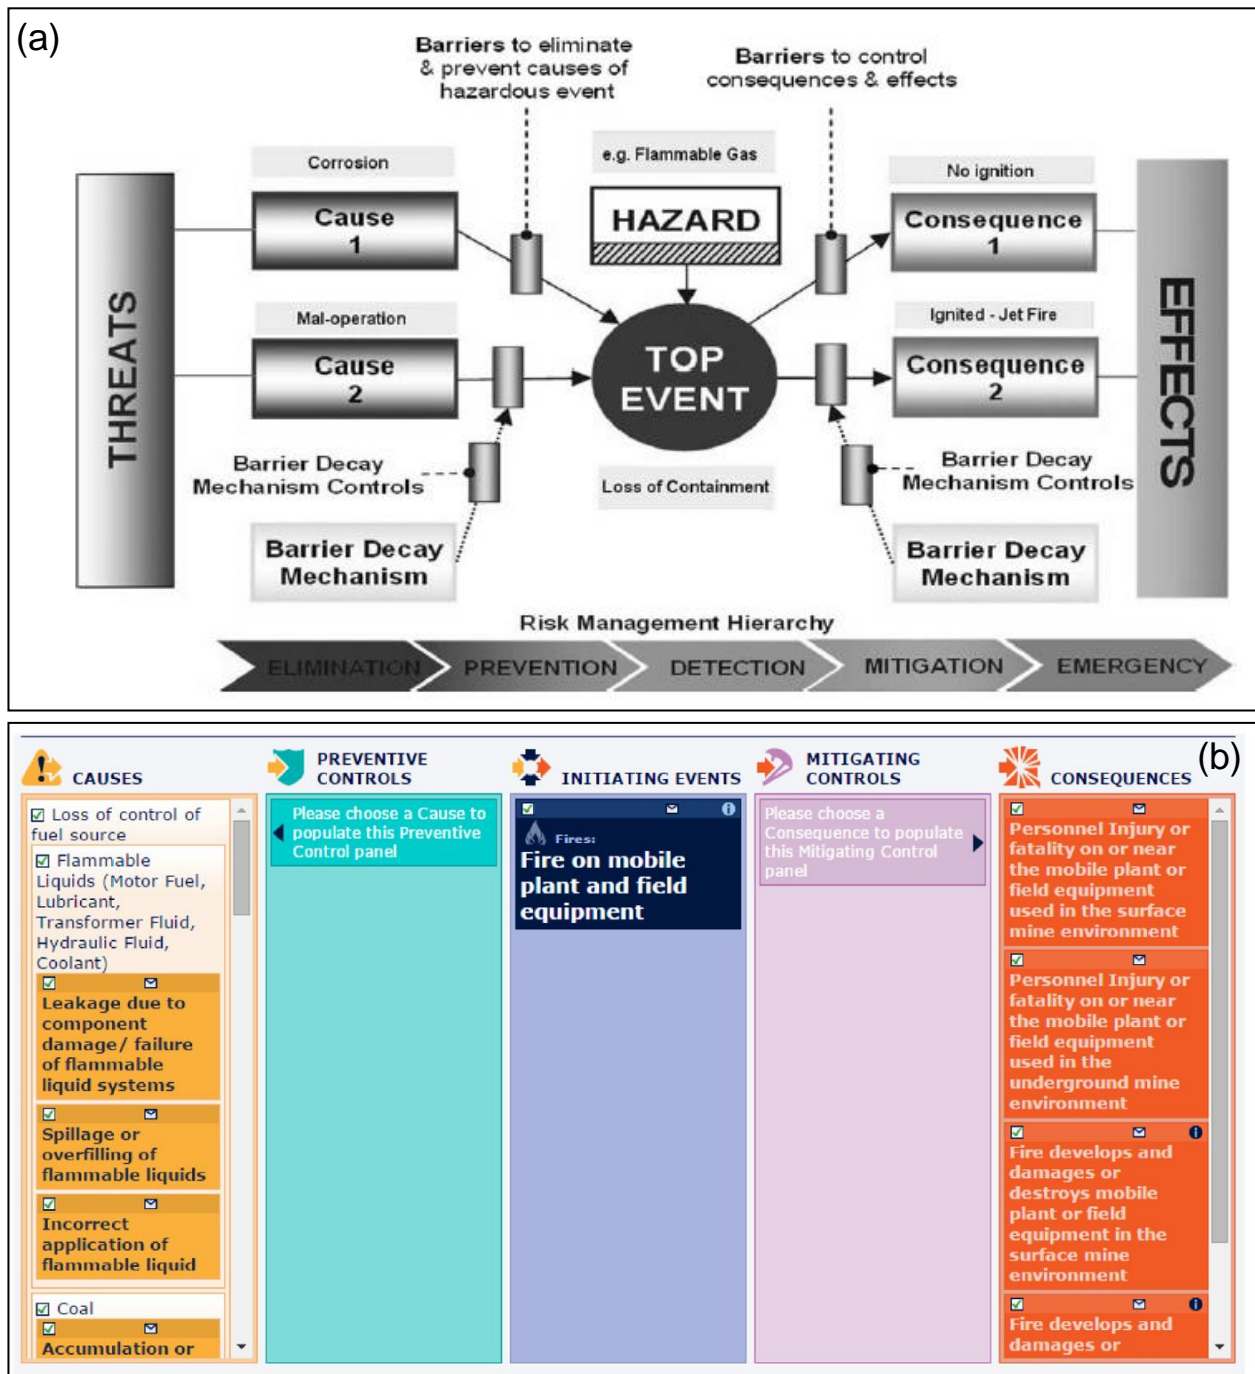 (a)
Barriers to eliminate
& prevent causes of
hazardous event
Barriers to control
consequences & effects
Corrosion
e.g. Flammable Gas
No ignition
THREATS
Cause
1
HAZARD
Consequence
1
EFFECTS
Mal-operation
Ignited - Jet Fire
Cause
2
TOP
EVENT
Consequence
2
Barrier Decay
Mechanism Controls
Loss of Containment
Barrier Decay
Mechanism Controls
Barrier Decay
Mechanism
Barrier Decay
Mechanism
Risk Management Hierarchy
ELIMINATION
PREVENTION
DETECTION
MITIGATION
EMERGENCY
(b)
CAUSES
Loss of control of
fuel source
Flammable
Liquids (Motor Fuel,
Lubricant,
Transformer Fluid,
Hydraulic Fluid,
Coolant)
Leakage due to
component
damage/ failure
of flammable
liquid systems
Spillage or
overfilling of
flammable liquids
Incorrect
application of
flammable liquid
Coal
Accumulation or
PREVENTIVE
CONTROLS
Please choose a Cause to
populate this Preventive
Control panel
INITIATING EVENTS
Fires:
Fire on mobile
plant and field
equipment
MITIGATING
CONTROLS
Please choose a
Consequence to populate
this Mitigating Control
panel
CONSEQUENCES
Personnel Injury or
fatality on or near
the mobile plant or
field equipment
used in the surface
mine environment
Personnel Injury or
fatality on or near
the mobile plant or
field equipment
used in the
underground mine
environment
Fire develops and
damages or
destroys mobile
plant or field
equipment in the
surface mine
environment
Fire develops and
damages or